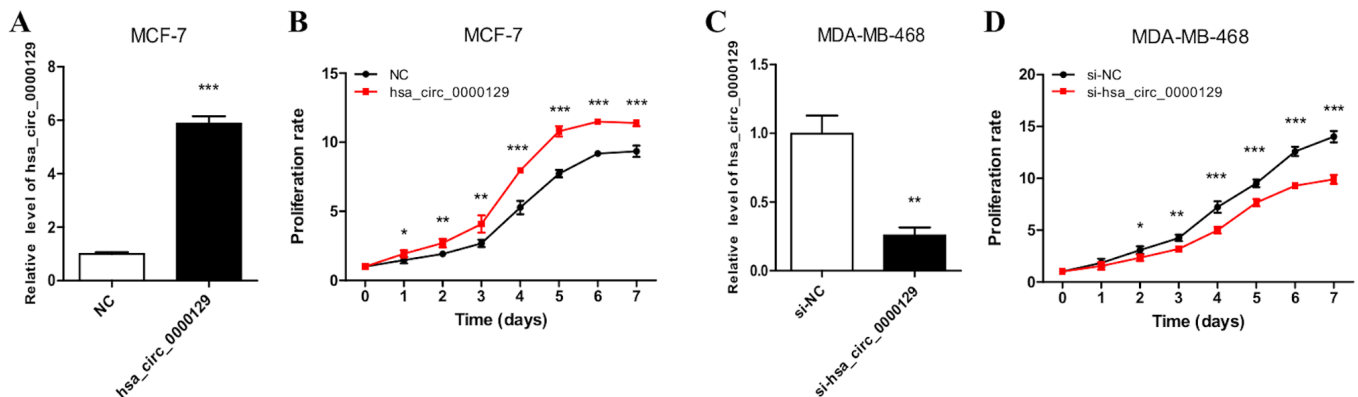 A
MCF-7
Relative level of hsa_circ_0000129
8
6
4
2
0
***
NC
hsa_circ_0000129
B
MCF-7
NC
hsa_circ_0000129
Proliferation rate
15
10
5
0
*
**
**
***
***
***
***
0 1 2 3 4 5 6 7
Time (days)
C
MDA-MB-468
Relative level of hsa_circ_0000129
1.5
1.0
0.5
0.0
**
si-NC
si-hsa_circ_0000129
D
MDA-MB-468
si-NC
si-hsa_circ_0000129
Proliferation rate
20
15
10
5
0
*
**
***
***
***
***
0 1 2 3 4 5 6 7
Time (days)